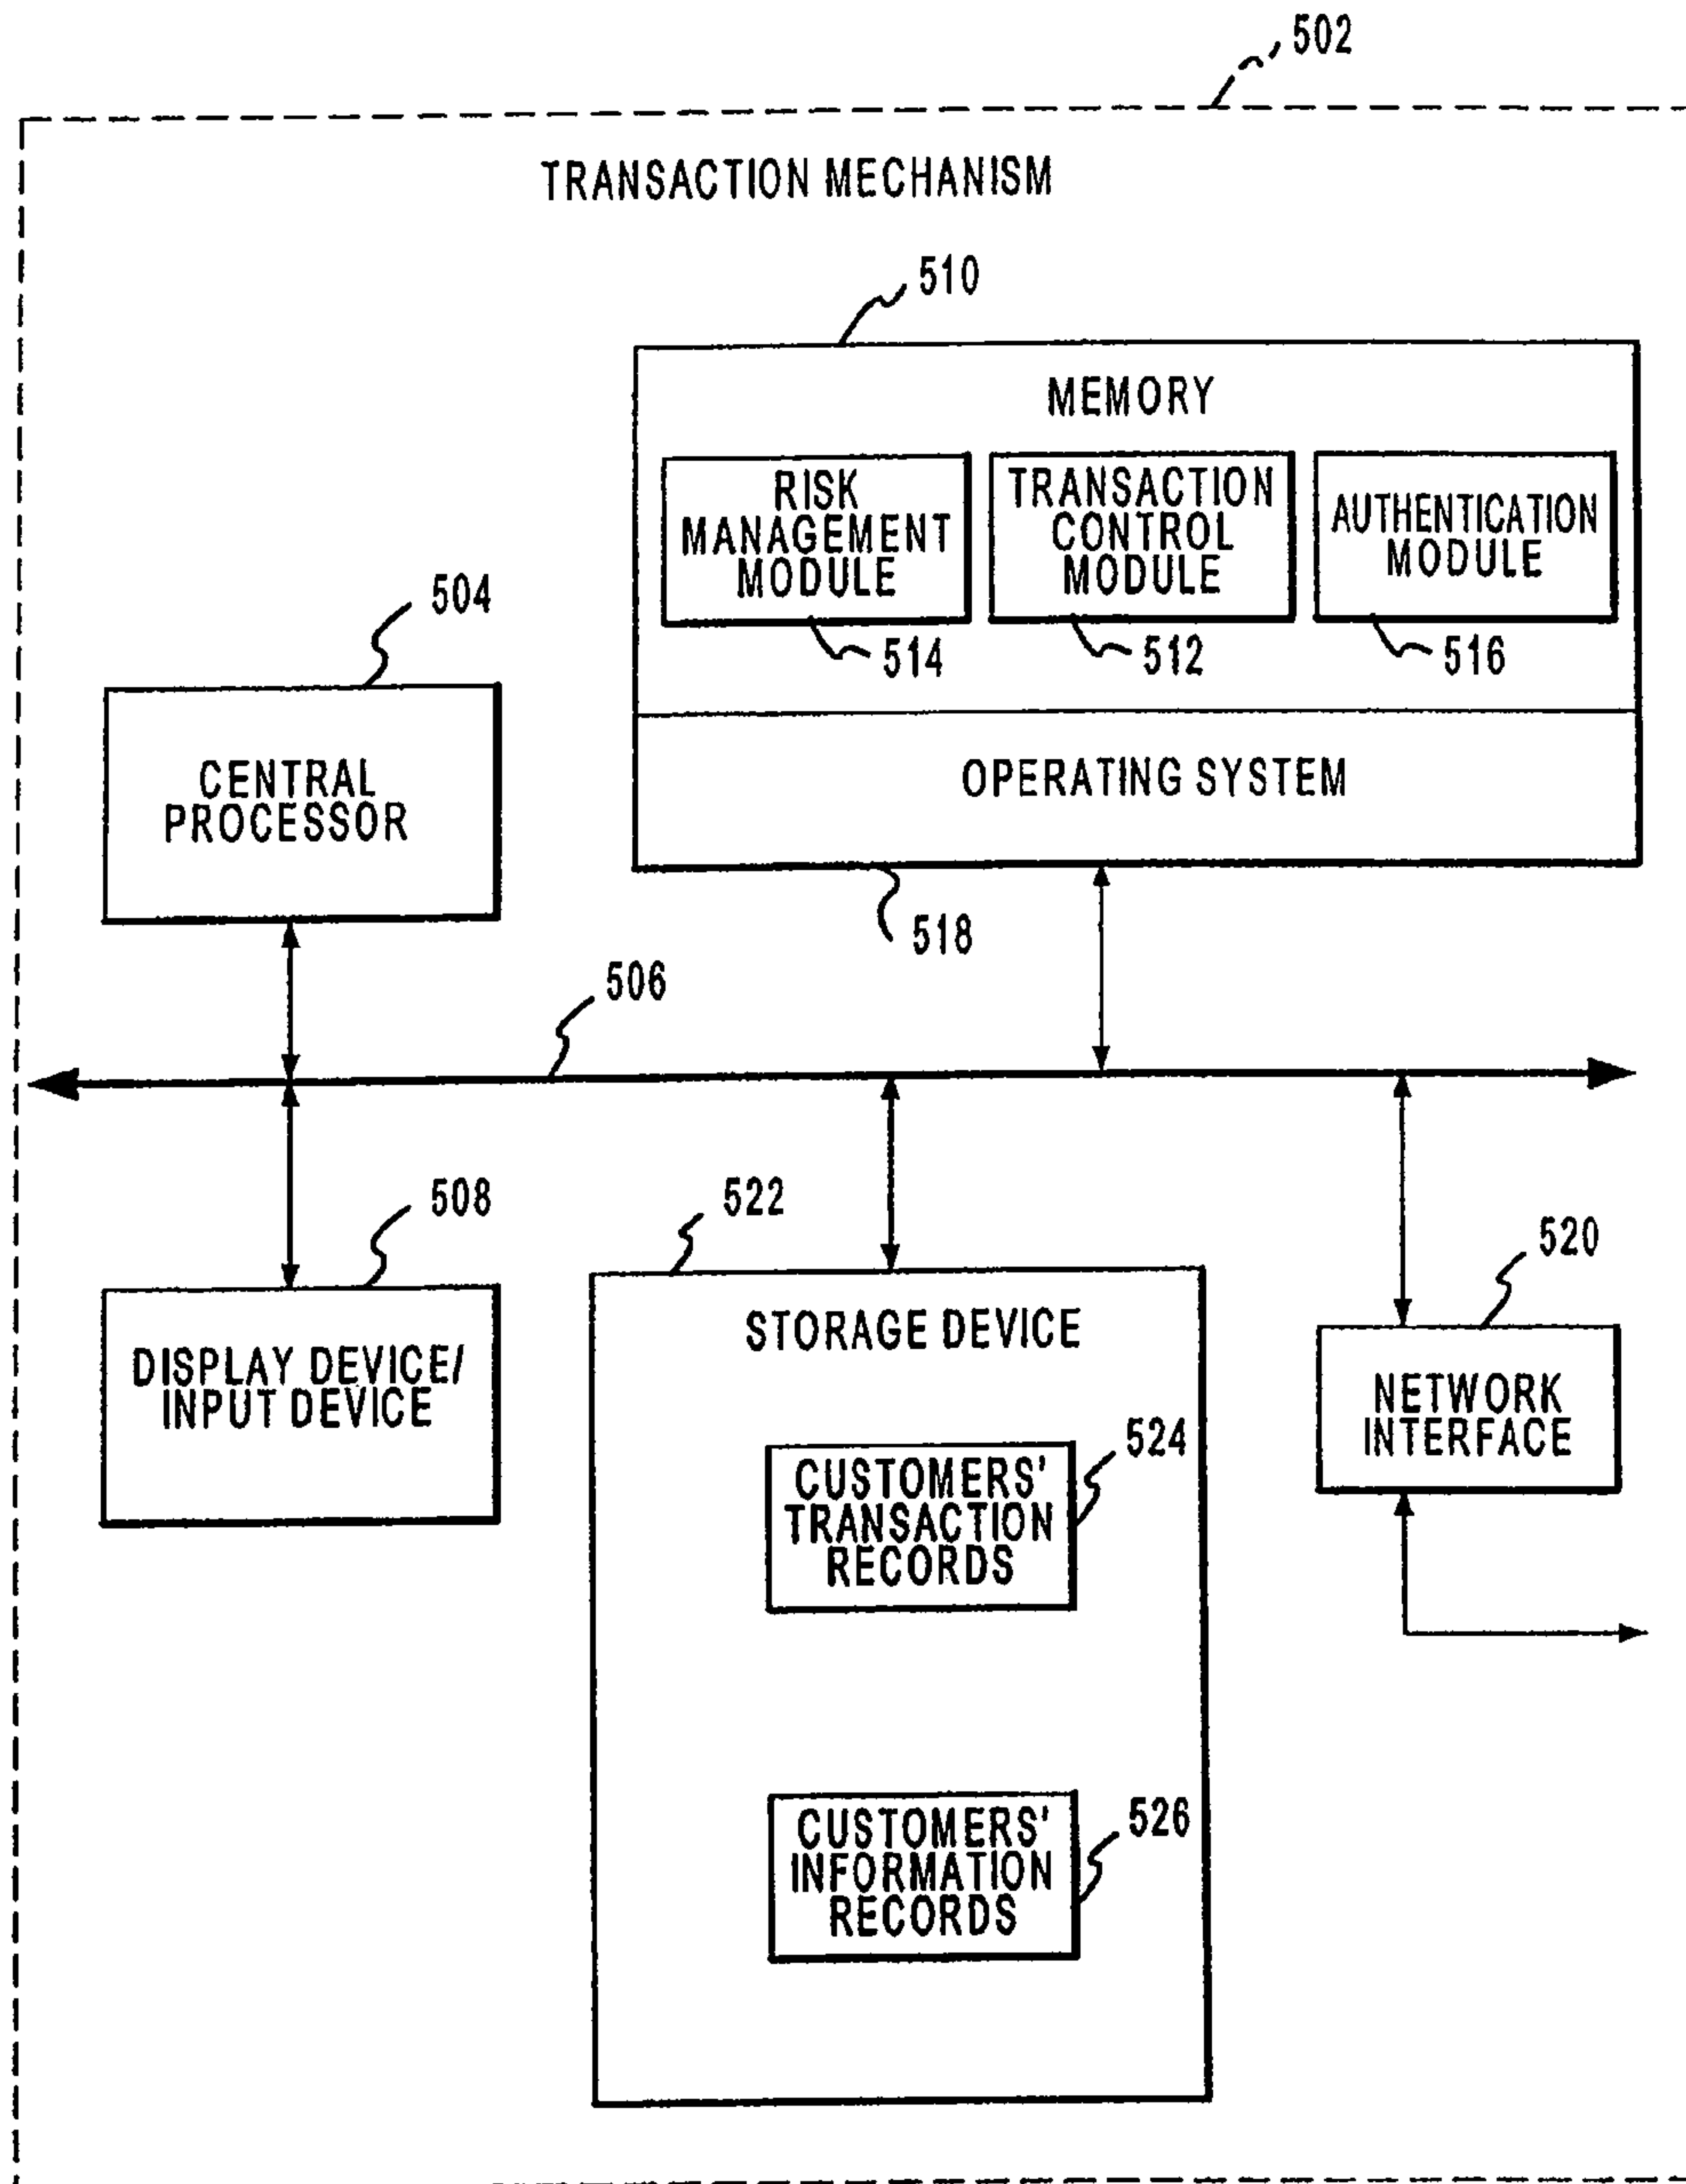 502
TRANSACTION MECHANISM
510
MEMORY
RISK
MANAGEMENT
MODULE
TRANSACTION
CONTROL
MODULE
AUTHENTICATION
MODULE
514
512
516
504
CENTRAL
PROCESSOR
OPERATING SYSTEM
518
506
508
DISPLAY DEVICE/
INPUT DEVICE
522
STORAGE DEVICE
524
CUSTOMERS'
TRANSACTION
RECORDS
526
CUSTOMERS'
INFORMATION
RECORDS
520
NETWORK
INTERFACE